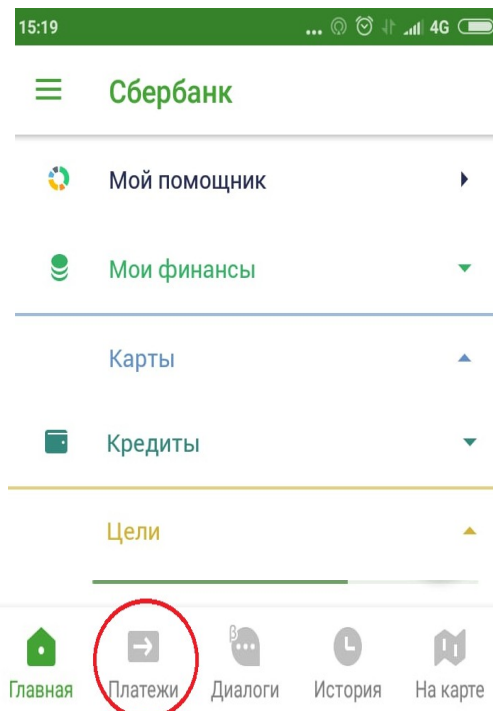 15:19
... 4G
Сбербанк
Мой помощник
Мои финансы
Карты
Кредиты
Цели
β
Главная Платежи Диалоги История На карте